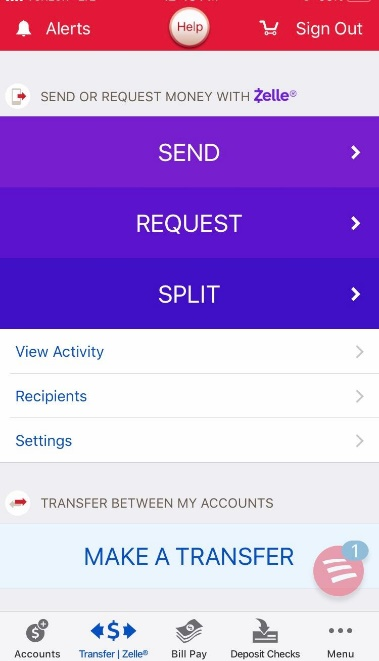 Alerts
Help
Sign Out
SEND OR REQUEST MONEY WITH Zelle®
SEND
REQUEST
SPLIT
View Activity
Recipients
Settings
TRANSFER BETWEEN MY ACCOUNTS
MAKE A TRANSFER
1
Accounts
Transfer | Zelle®
Bill Pay
Deposit Checks
Menu